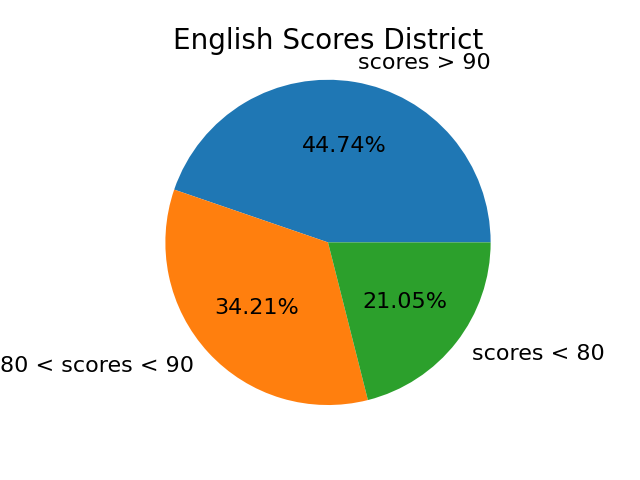 English Scores District
scores > 90
44.74%
34.21%
21.05%
80 < scores < 90
scores < 80